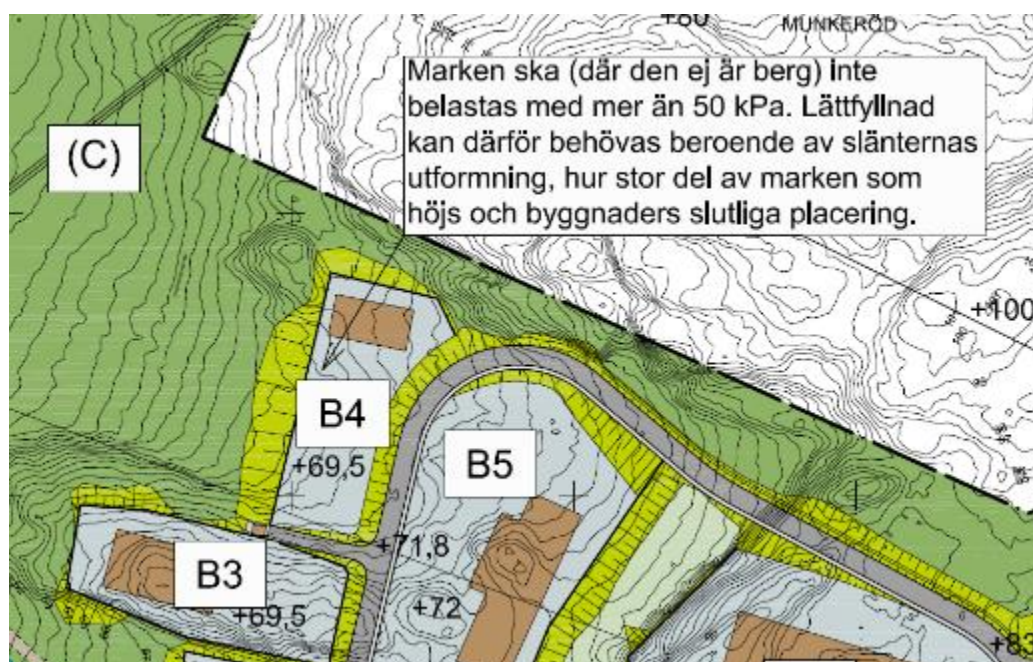 +80
MUNKERÖD
Marken ska (där den ej är berg) inte
belastas med mer än 50 kPa. Lättfyllnad
kan därför behövas beroende av slänternas
utformning, hur stor del av marken som
höjs och byggnaders slutliga placering.
(C)
+100
B4
+69,5
B5
+71,8
B3
+69,5
+72